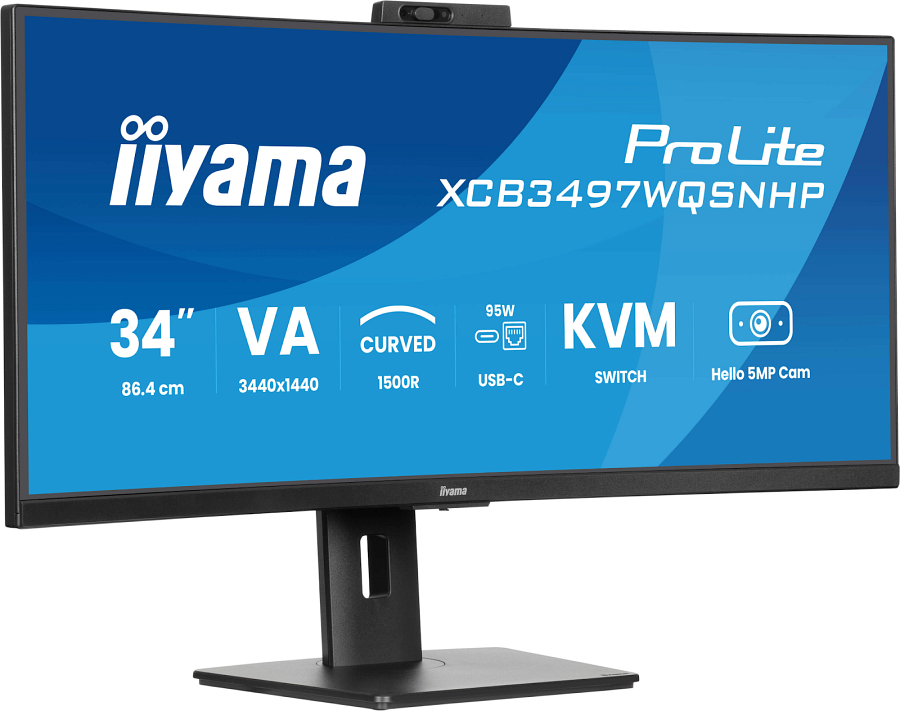 iiyama
ProLite
XCB3497WQSNHP
34"
86.4 cm
VA
3440x1440
CURVED
1500R
95W
USB-C
KVM
SWITCH
Hello 5MP Cam
iiyama